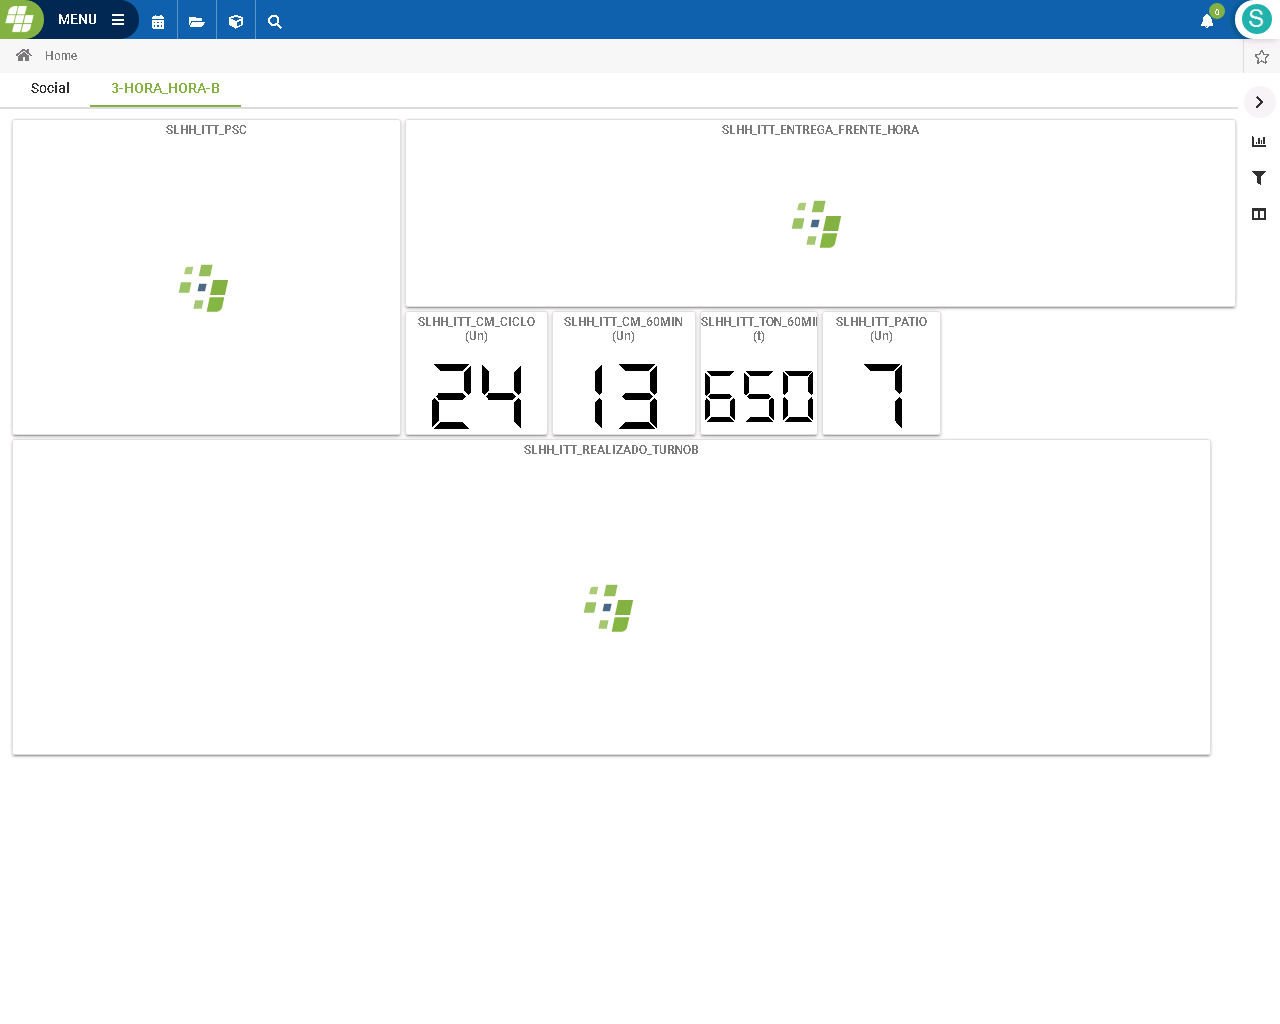 MENU
0
S
Home
Social
3-HORA_HORA-B
SLHH_ITT_PSC
SLHH_ITT_ENTREGA_FRENTE_HORA
SLHH_ITT_CM_CICLO
(Un)
24
SLHH_ITT_CM_60MIN
(Un)
13
SLHH_ITT_TON_60MI
(t)
650
SLHH_ITT_PATIO
(Un)
7
SLHH_ITT_REALIZADO_TURNOB